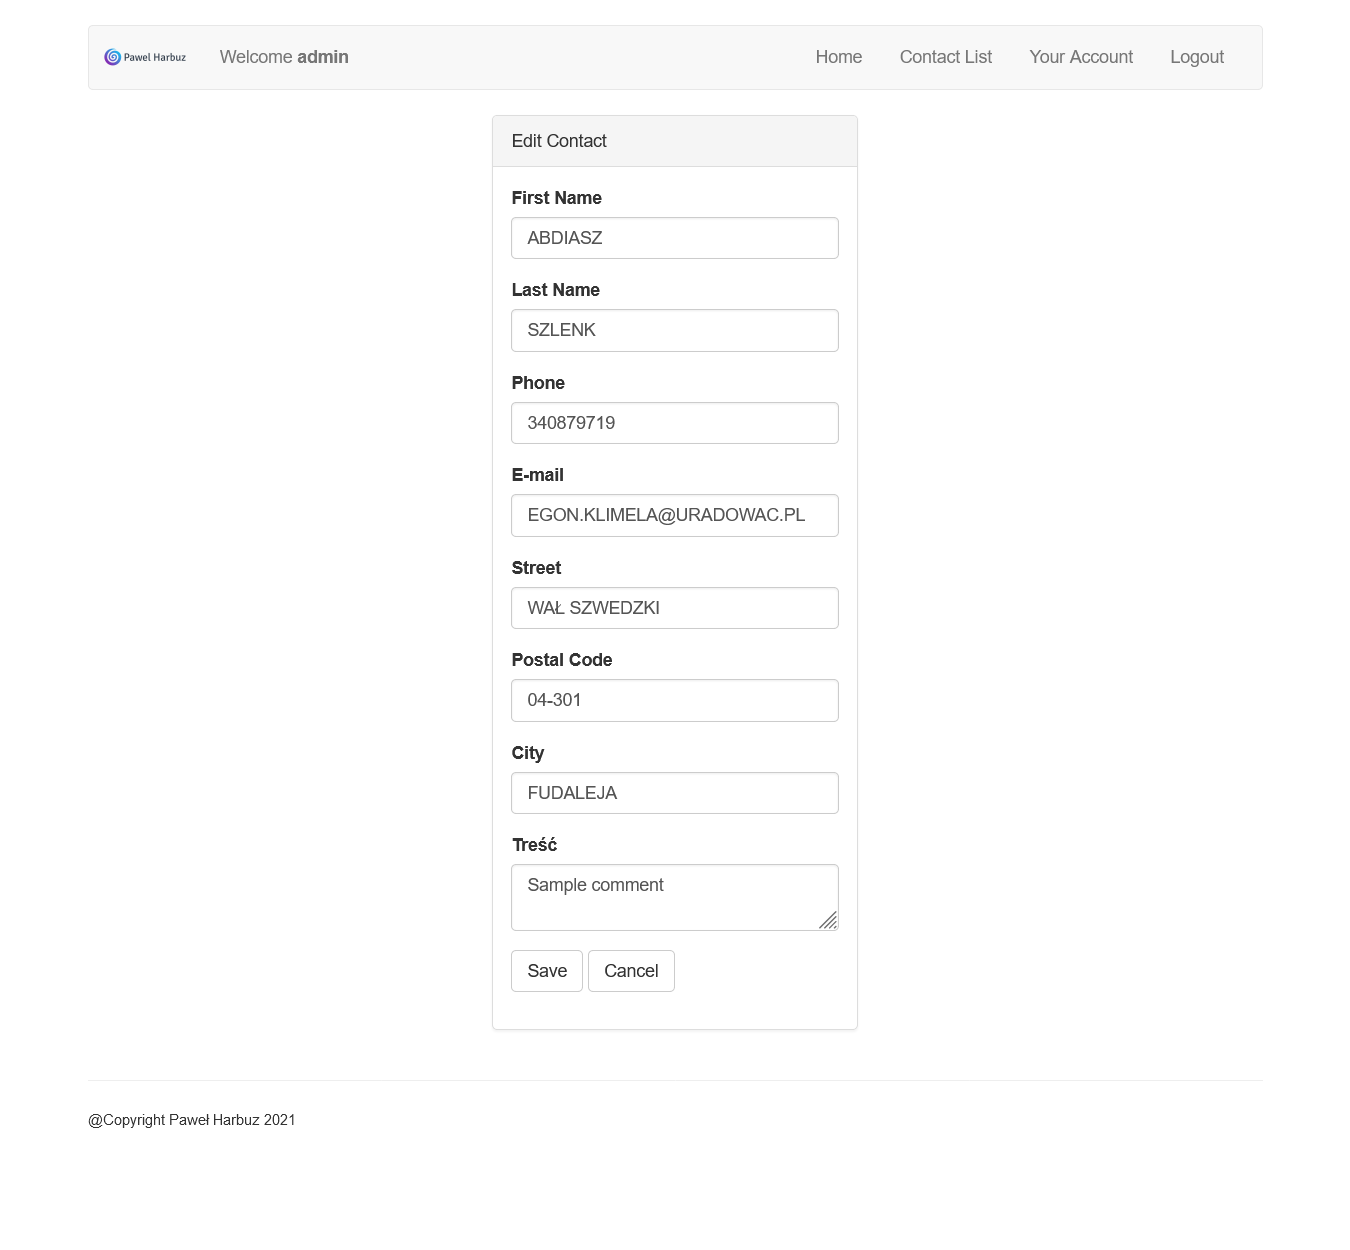 Pawel Harbuz Welcome admin Home Contact List Your Account Logout
Edit Contact
First Name
ABDIASZ
Last Name
SZLENK
Phone
340879719
E-mail
EGON.KLIMELA@URADOWAC.PL
Street
WAŁ SZWEDZKI
Postal Code
04-301
City
FUDALEJA
Treść
Sample comment
Save Cancel
@Copyright Paweł Harbuz 2021